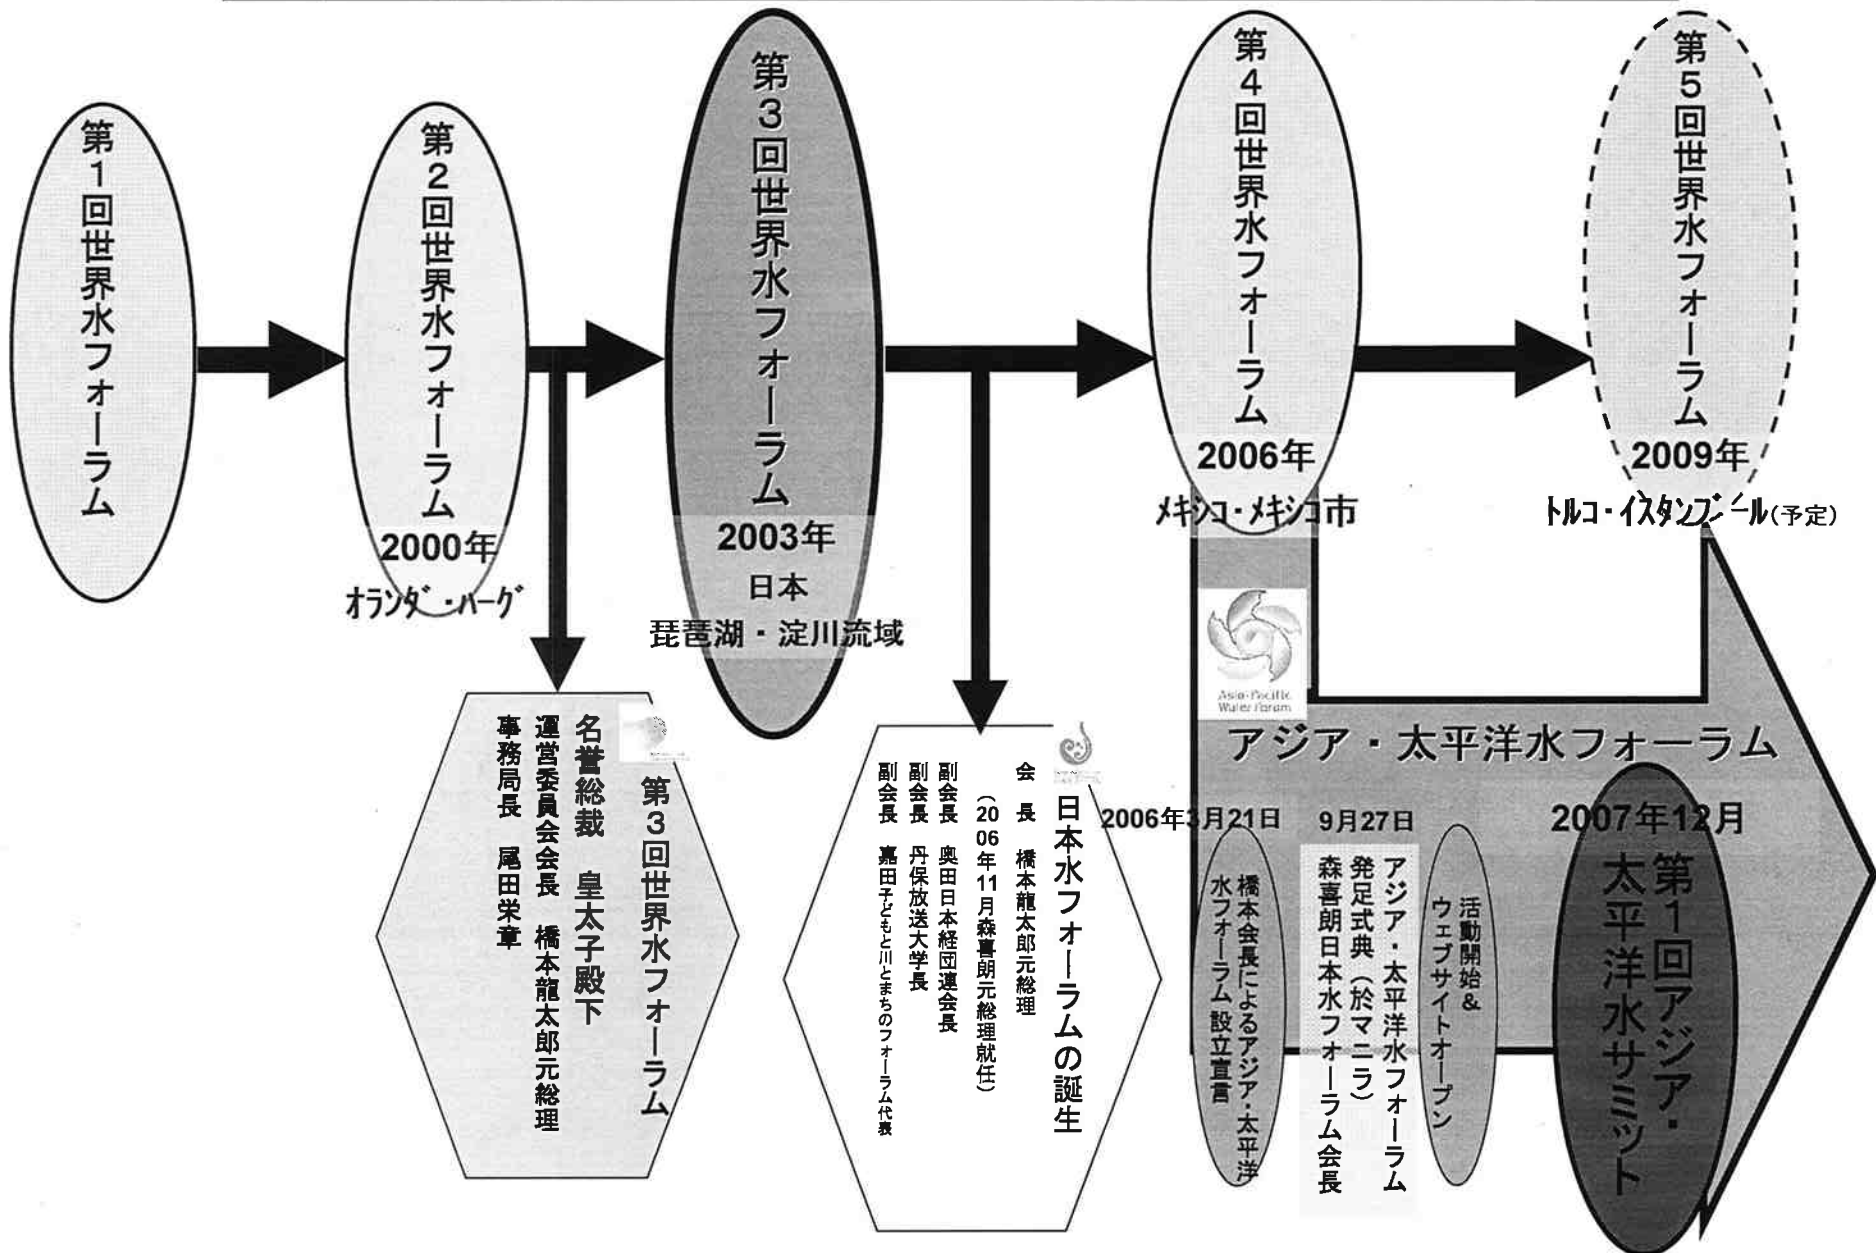 第1回世界水フォーラム
第2回世界水フォーラム
2000年
オランダ・ハーグ
第3回世界水フォーラム
2003年
日本
琵琶湖・淀川流域
第4回世界水フォーラム
2006年
メキシコ・メキシコ市
第5回世界水フォーラム
2009年
トルコ・イスタンブール(予定)
第3回世界水フォーラム
名誉総裁 皇太子殿下
運営委員会会長 橋本龍太郎元総理
事務局長 尾田栄章
日本水フォーラムの誕生
会 長 橋本龍太郎元総理
(2006年11月森喜朗元総理就任)
副会長 奥田日本経団連会長
副会長 丹保放送大学長
副会長 嘉田子どもと川とまちのフォーラム代表
Asia-Pacific
Water Forum
アジア・太平洋水フォーラム
2006年3月21日
橋本会長によるアジア・太平洋
水フォーラム 設立宣言
9月27日
アジア・太平洋水フォーラム
発足式典（於マニラ）
森喜朗日本水フォーラム会長
活動開始&
ウェブサイトオープン
2007年12月
第1回アジア・
太平洋水サミット